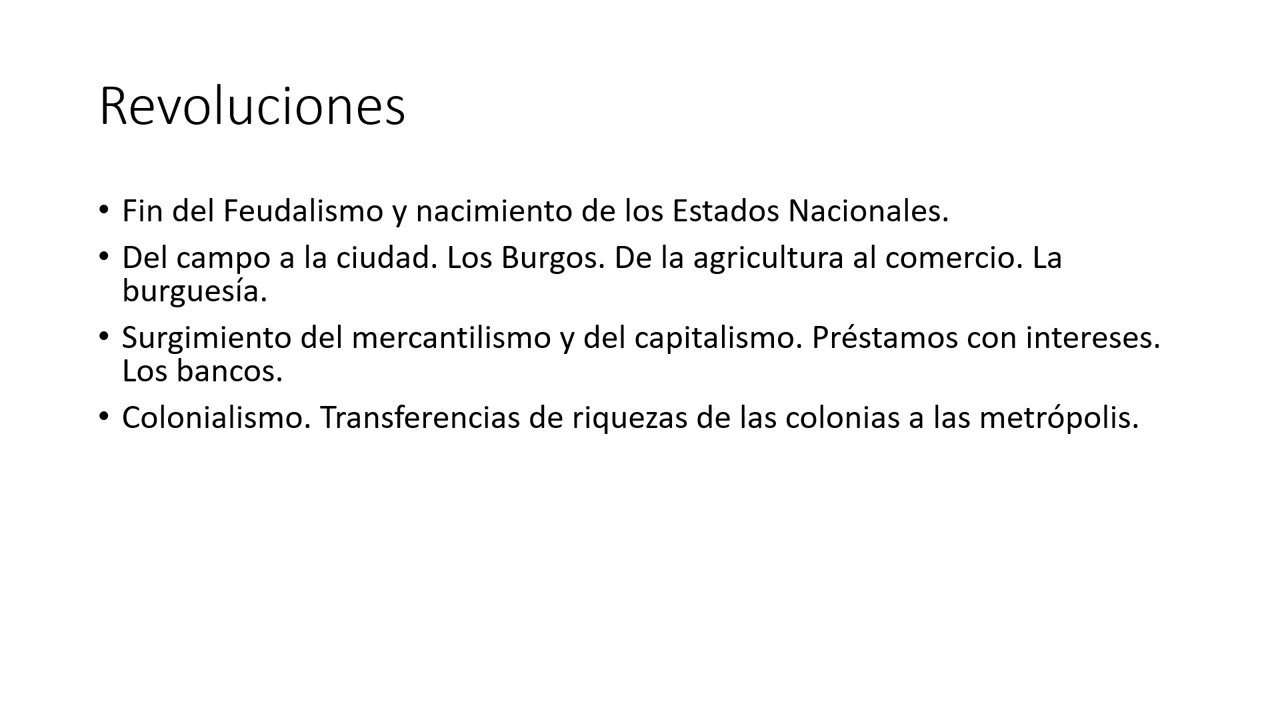 Revoluciones
• Fin del Feudalismo y nacimiento de los Estados Nacionales.
• Del campo a la ciudad. Los Burgos. De la agricultura al comercio. La
burguesía.
• Surgimiento del mercantilismo y del capitalismo. Préstamos con intereses.
Los bancos.
• Colonialismo. Transferencias de riquezas de las colonias a las metrópolis.